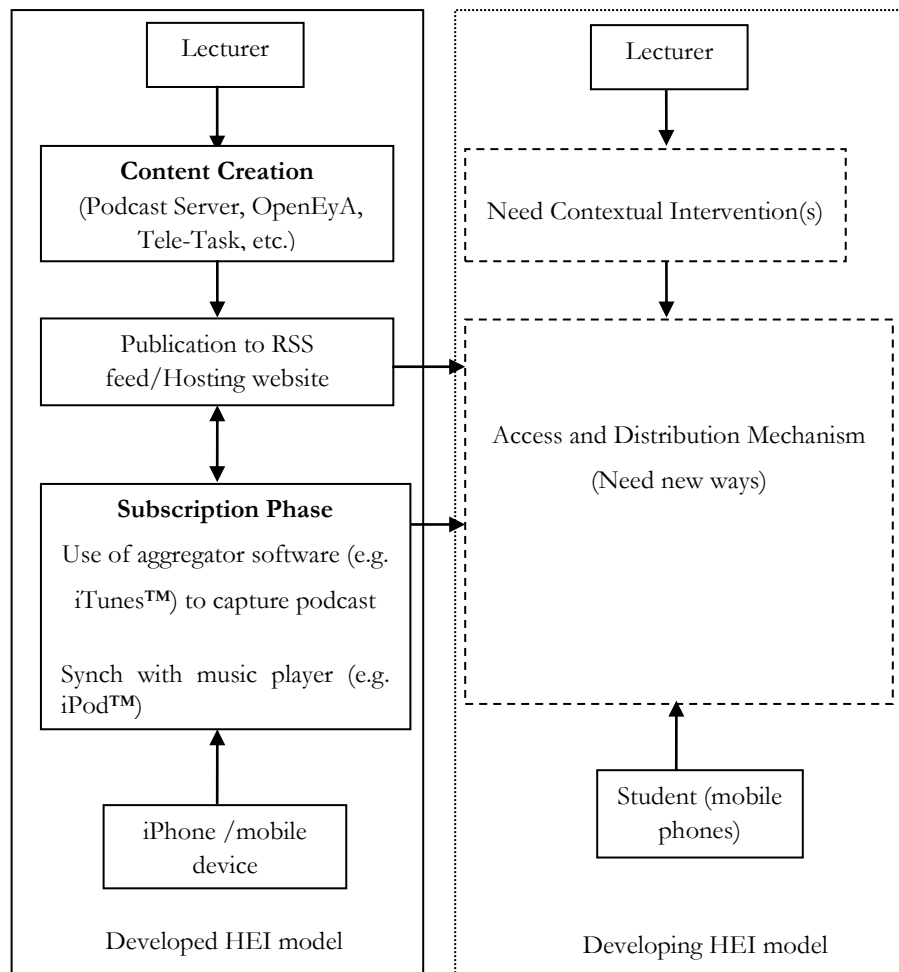 Lecturer
Content Creation
(Podcast Server, OpenEyA,
Tele-Task, etc.)
Publication to RSS
feed/Hosting website
Subscription Phase
Use of aggregator software (e.g.
iTunes™) to capture podcast
Synch with music player (e.g.
iPod™)
iPhone /mobile
device
Developed HEI model
Lecturer
Need Contextual Intervention(s)
Access and Distribution Mechanism
(Need new ways)
Student (mobile
phones)
Developing HEI model